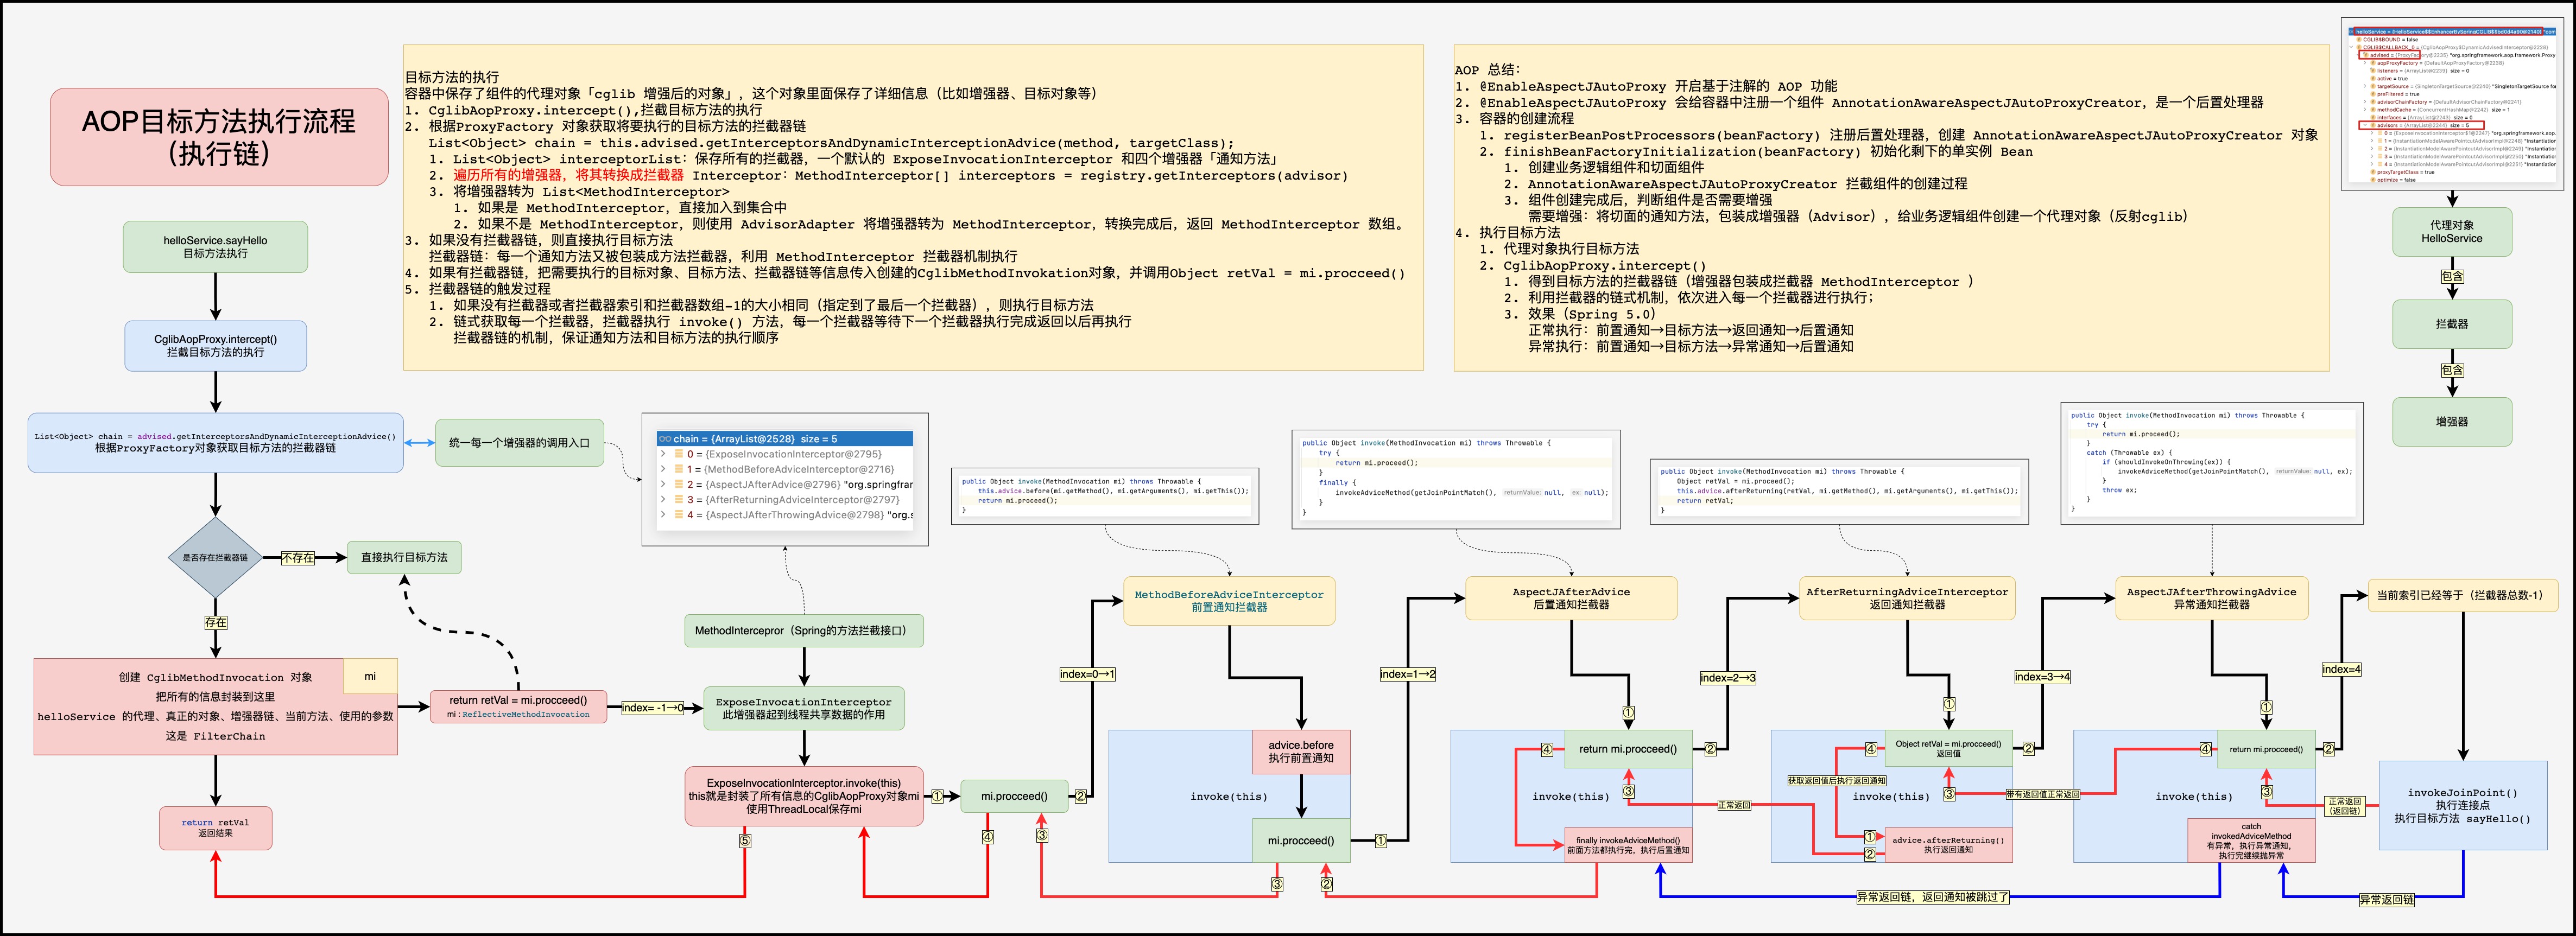 AOP目标方法执行流程
（执行链）
目标方法的执行
容器中保存了组件的代理对象「cglib 增强后的对象」，这个对象里面保存了详细信息（比如增强器、目标对象等）
1. CglibAopProxy.intercept(),拦截目标方法的执行
2. 根据ProxyFactory 对象获取将要执行的目标方法的拦截器链
List<Object> chain = this.advised.getInterceptorsAndDynamicInterceptionAdvice(method, targetClass);
1. List<Object> interceptorList：保存所有的拦截器，一个默认的 ExposeInvocationInterceptor 和四个增强器「通知方法」
2. 遍历所有的增强器，将其转换成拦截器 Interceptor：MethodInterceptor[] interceptors = registry.getInterceptors(advisor)
3. 将增强器转为 List<MethodInterceptor>
1. 如果是 MethodInterceptor，直接加入到集合中
2. 如果不是 MethodInterceptor，则使用 AdvisorAdapter 将增强器转为 MethodInterceptor，转换完成后，返回 MethodInterceptor 数组。
3. 如果没有拦截器链，则直接执行目标方法
拦截器链：每一个通知方法又被包装成方法拦截器，利用 MethodInterceptor 拦截器机制执行
4. 如果有拦截器链，把需要执行的目标对象、目标方法、拦截器链等信息传入创建的CglibMethodInvokation对象，并调用Object retVal = mi.procceed()
5. 拦截器链的触发过程
1. 如果没有拦截器或者拦截器索引和拦截器数组-1的大小相同（指定到了最后一个拦截器），则执行目标方法
2. 链式获取每一个拦截器，拦截器执行 invoke() 方法，每一个拦截器等待下一个拦截器执行完成返回以后再执行
拦截器链的机制，保证通知方法和目标方法的执行顺序
AOP 总结：
1. @EnableAspectJAutoProxy 开启基于注解的 AOP 功能
2. @EnableAspectJAutoProxy 会给容器中注册一个组件 AnnotationAwareAspectJAutoProxyCreator，是一个后置处理器
3. 容器的创建流程
1. registerBeanPostProcessors(beanFactory) 注册后置处理器，创建 AnnotationAwareAspectJAutoProxyCreator 对象
2. finishBeanFactoryInitialization(beanFactory) 初始化剩下的单实例 Bean
1. 创建业务逻辑组件和切面组件
2. AnnotationAwareAspectJAutoProxyCreator 拦截组件的创建过程
3. 组件创建完成后，判断组件是否需要增强
需要增强：将切面的通知方法，包装成增强器（Advisor），给业务逻辑组件创建一个代理对象（反射cglib）
4. 执行目标方法
1. 代理对象执行目标方法
2. CglibAopProxy.intercept()
1. 得到目标方法的拦截器链（增强器包装成拦截器 MethodInterceptor ）
2. 利用拦截器的链式机制，依次进入每一个拦截器进行执行；
3. 效果（Spring 5.0）
正常执行：前置通知→目标方法→返回通知→后置通知
异常执行：前置通知→目标方法→异常通知→后置通知
CGLIB$BOUND = false
active = true
preFiltered = true
proxyTargetClass = true
optimize = false
代理对象
HelloService
包含
拦截器
包含
增强器
helloService.sayHello
目标方法执行
CglibAopProxy.intercept()
拦截目标方法的执行
List<Object> chain = advised.getInterceptorsAndDynamicInterceptionAdvice()
根据ProxyFactory对象获取目标方法的拦截器链
统一每一个增强器的调用入口
chain = {ArrayList@2528} size = 5
0 = {ExposeInvocationInterceptor@2795}
1 = {MethodBeforeAdviceInterceptor@2716}
2 = {AspectJAfterAdvice@2796} "org.springfrar
3 = {AfterReturningAdviceInterceptor@2797}
4 = {AspectJAfterThrowingAdvice@2798} "org.s
public Object invoke(MethodInvocation mi) throws Throwable {
this.advice.before(mi.getMethod(), mi.getArguments(), mi.getThis());
return mi.proceed();
}
public Object invoke(MethodInvocation mi) throws Throwable {
try {
return mi.proceed();
}
finally {
invokeAdviceMethod(getJoinPointMatch(), returnValue: null, ex: null);
}
}
public Object invoke(MethodInvocation mi) throws Throwable {
Object retVal = mi.proceed();
this.advice.afterReturning(retVal, mi.getMethod(), mi.getArguments(), mi.getThis());
return retVal;
}
public Object invoke(MethodInvocation mi) throws Throwable {
try {
return mi.proceed();
}
catch (Throwable ex) {
if (shouldInvokeOnThrowing(ex)) {
invokeAdviceMethod(getJoinPointMatch(), returnValue: null, ex);
}
throw ex;
}
}
是否存在拦截器链
不存在
直接执行目标方法
存在
创建 CglibMethodInvocation 对象
把所有的信息封装到这里
helloService 的代理、真正的对象、增强器链、当前方法、使用的参数
这是 FilterChain
mi
return retVal = mi.procceed()
mi：ReflectiveMethodInvocation
index= -1→0
return retVal
返回结果
MethodIntercepror（Spring的方法拦截接口）
ExposeInvocationInterceptor
此增强器起到线程共享数据的作用
ExposeInvocationInterceptor.invoke(this)
this就是封装了所有信息的CglibAopProxy对象mi
使用ThreadLocal保存mi
①
mi.procceed()
②
③
④
⑤
index=0→1
MethodBeforeAdviceInterceptor
前置通知拦截器
invoke(this)
advice.before
执行前置通知
mi.procceed()
①
②
③
index=1→2
AspectJAfterAdvice
后置通知拦截器
①
④
return mi.procceed()
②
③
invoke(this)
finally invokeAdviceMethod()
前面方法都执行完，执行后置通知
正常返回
index=2→3
AfterReturningAdviceInterceptor
返回通知拦截器
①
④
Object retVal = mi.procceed()
返回值
②
获取返回值后执行返回通知
③
invoke(this)
①
②
advice.afterReturning()
执行返回通知
带有返回值正常返回
index=3→4
AspectJAfterThrowingAdvice
异常通知拦截器
①
④
return mi.procceed()
②
③
invoke(this)
catch
invokedAdviceMethod
有异常，执行异常通知，
执行完继续抛异常
正常返回
（返回链）
index=4
当前索引已经等于（拦截器总数-1）
invokeJoinPoint()
执行连接点
执行目标方法 sayHello()
异常返回链，返回通知被跳过了
异常返回链